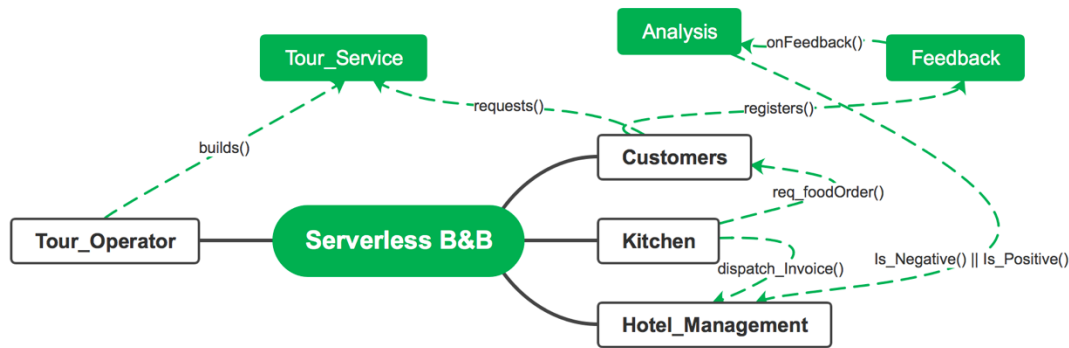 Analysis
onFeedback()
Tour_Service
Feedback
requests()
registers()
builds()
Customers
req_foodOrder()
Tour_Operator
Serverless B&B
Kitchen
dispatch_Invoice()
Is_Negative() || Is_Positive()
Hotel_Management